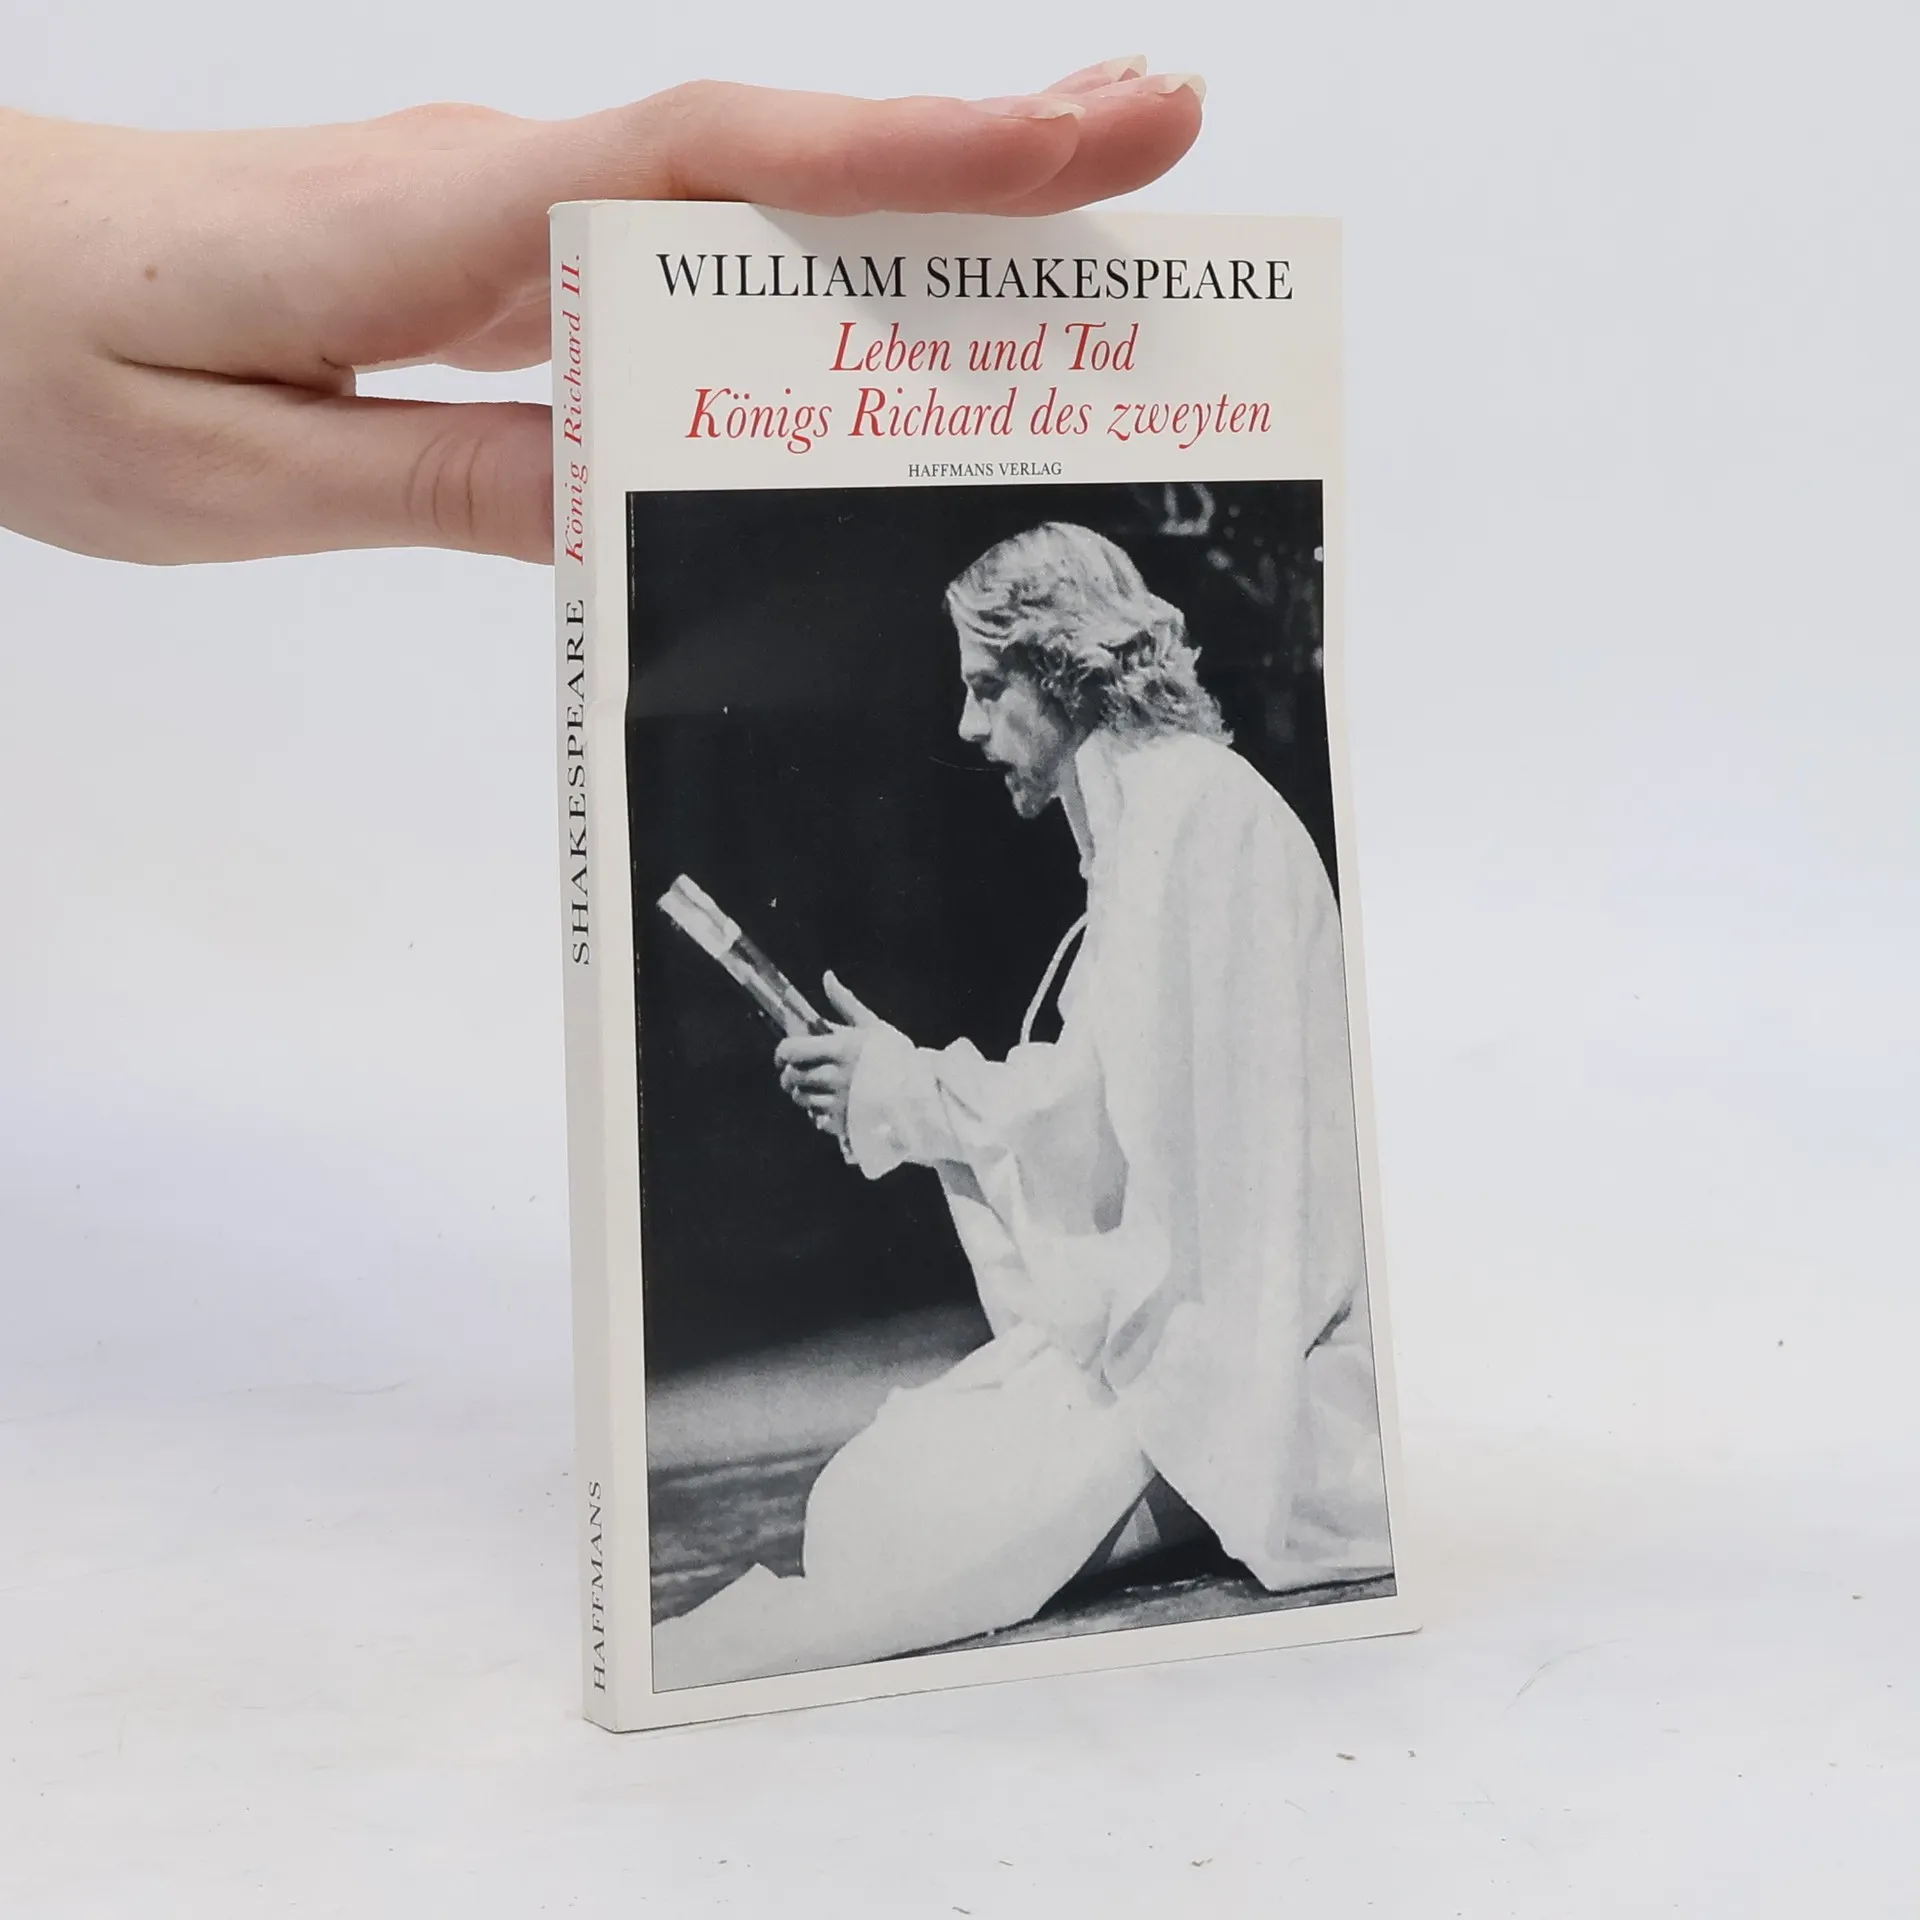 WILLIAM SHAKESPEARE
Leben und Tod
Königs Richard des zweyten
HAFFMANS VERLAG
HAFFMANS SHAKESPEARE König Richard II.